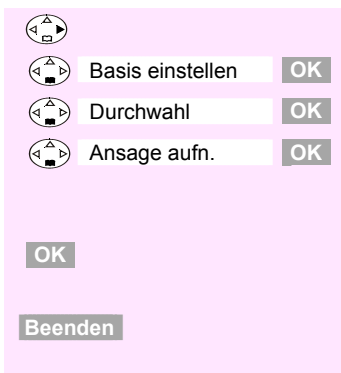 Basis einstellen OK
Durchwahl OK
Ansage aufn. OK
OK
Beenden